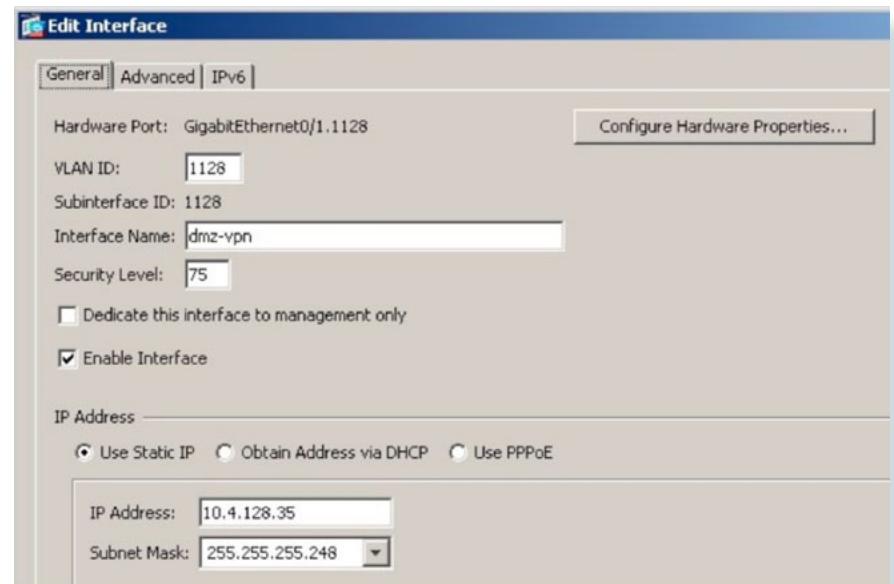 Edit Interface
General Advanced IPv6
Hardware Port: GigabitEthernet0/1.1128 Configure Hardware Properties...
VLAN ID: 1128
Subinterface ID: 1128
Interface Name: dmz-vpn
Security Level: 75
Dedicate this interface to management only
Enable Interface
IP Address
Use Static IP Obtain Address via DHCP Use PPPoE
IP Address: 10.4.128.35
Subnet Mask: 255.255.255.248